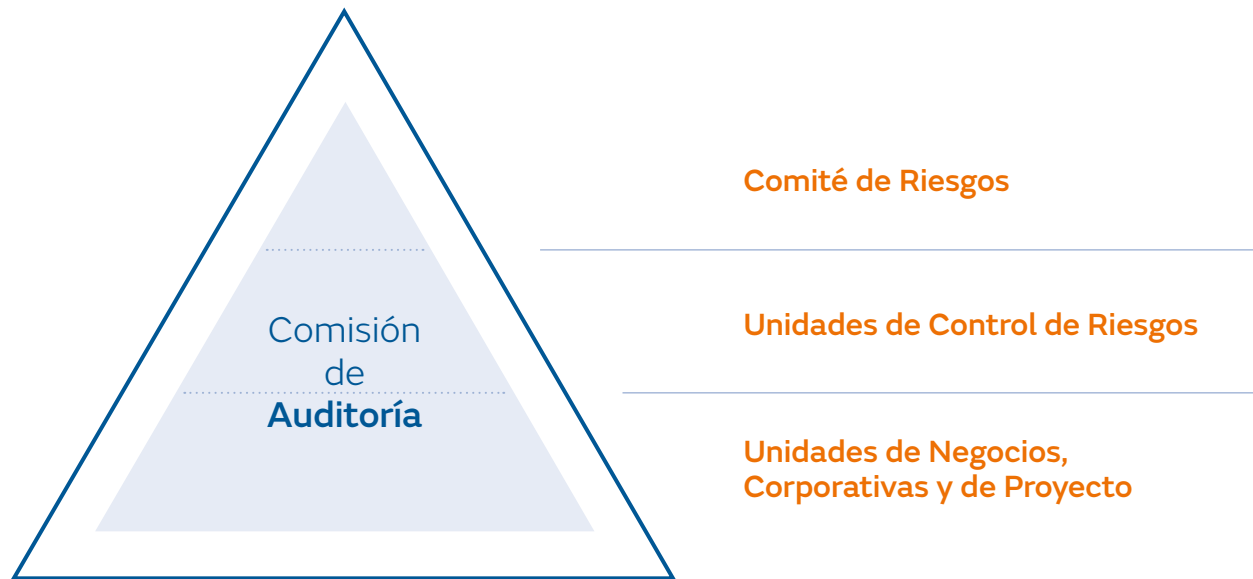 Comité de Riesgos
Comisión
de
Auditoría
Unidades de Control de Riesgos
Unidades de Negocios,
Corporativas y de Proyecto